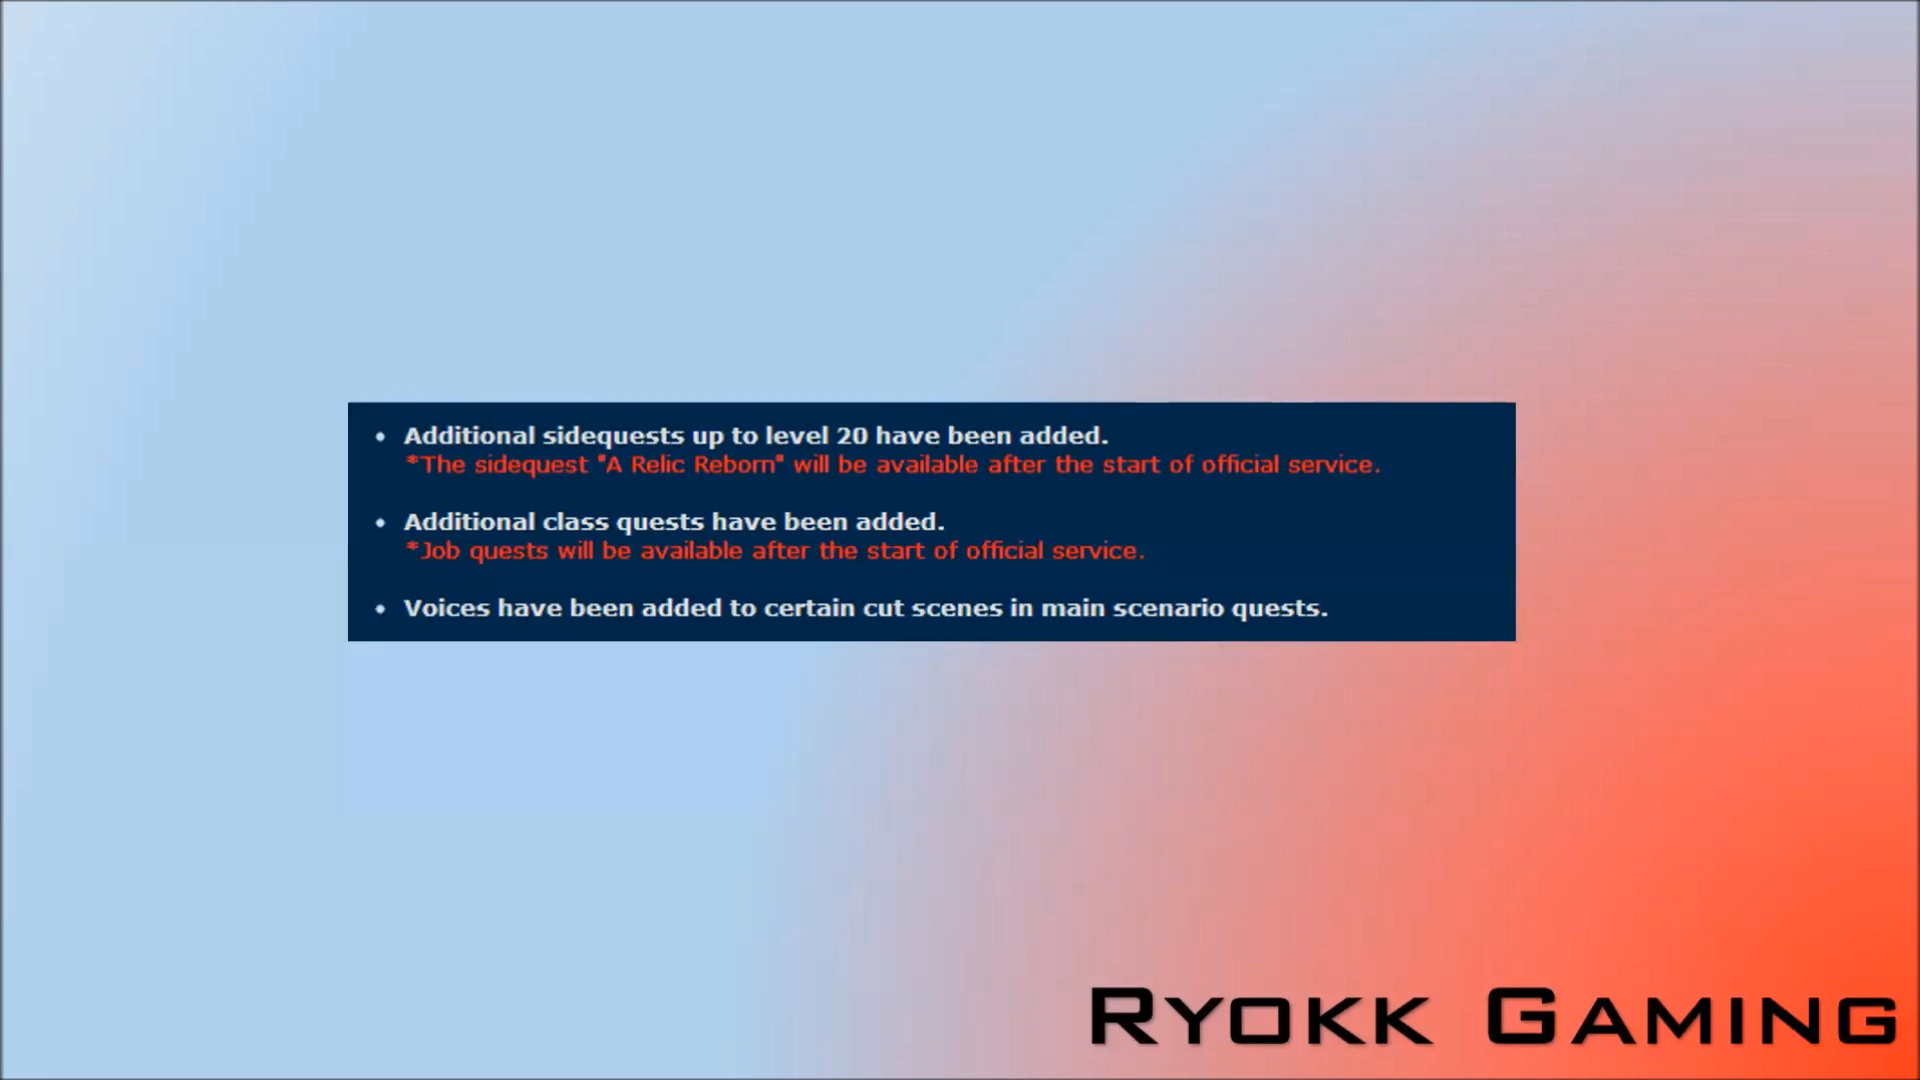 • Additional sidequests up to level 20 have been added.
*The sidequest "A Relic Reborn" will be available after the start of official service.
• Additional class quests have been added.
*Job quests will be available after the start of official service.
• Voices have been added to certain cut scenes in main scenario quests.
Ryokk Gaming